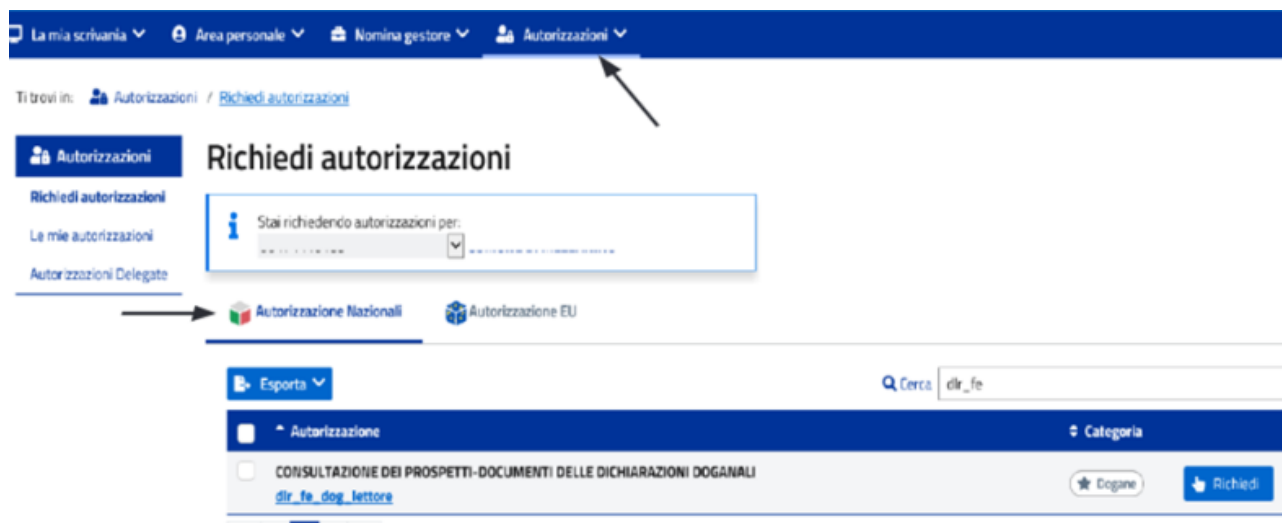 La mia scrivania Area personale Nomina gestore Autorizzazioni
Ti trovi in: Autorizzazioni / Richiedi autorizzazioni
Autorizzazioni
Richiedi autorizzazioni
Richiedi autorizzazioni
Stai richiedendo autorizzazioni per:
Le mie autorizzazioni
Autorizzazioni Delegate
Autorizzazione Nazionali Autorizzazione EU
Esporta Cerca dlr_fe
Autorizzazione Categoria
CONSULTAZIONE DEI PROSPETTI-DOCUMENTI DELLE DICHIARAZIONI DOGANALI
dlr_fe_dog_lettore Dogane Richiedi